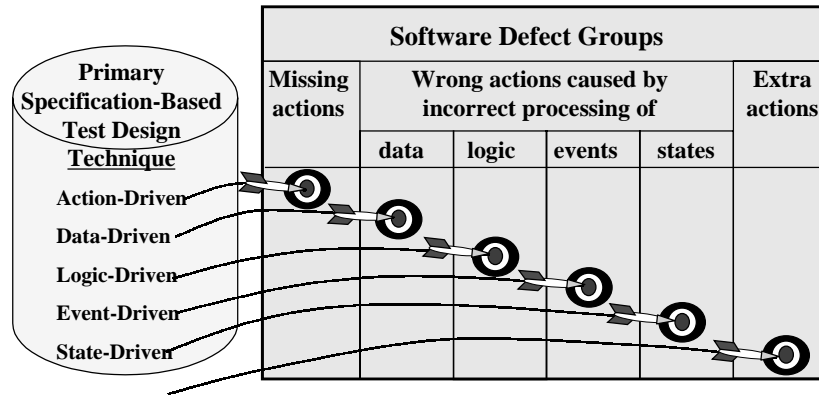 Software Defect Groups
Primary
Specification-Based
Test Design
Technique
Missing
actions
Wrong actions caused by
incorrect processing of
Extra
actions
data
logic
events
states
Action-Driven
Data-Driven
Logic-Driven
Event-Driven
State-Driven